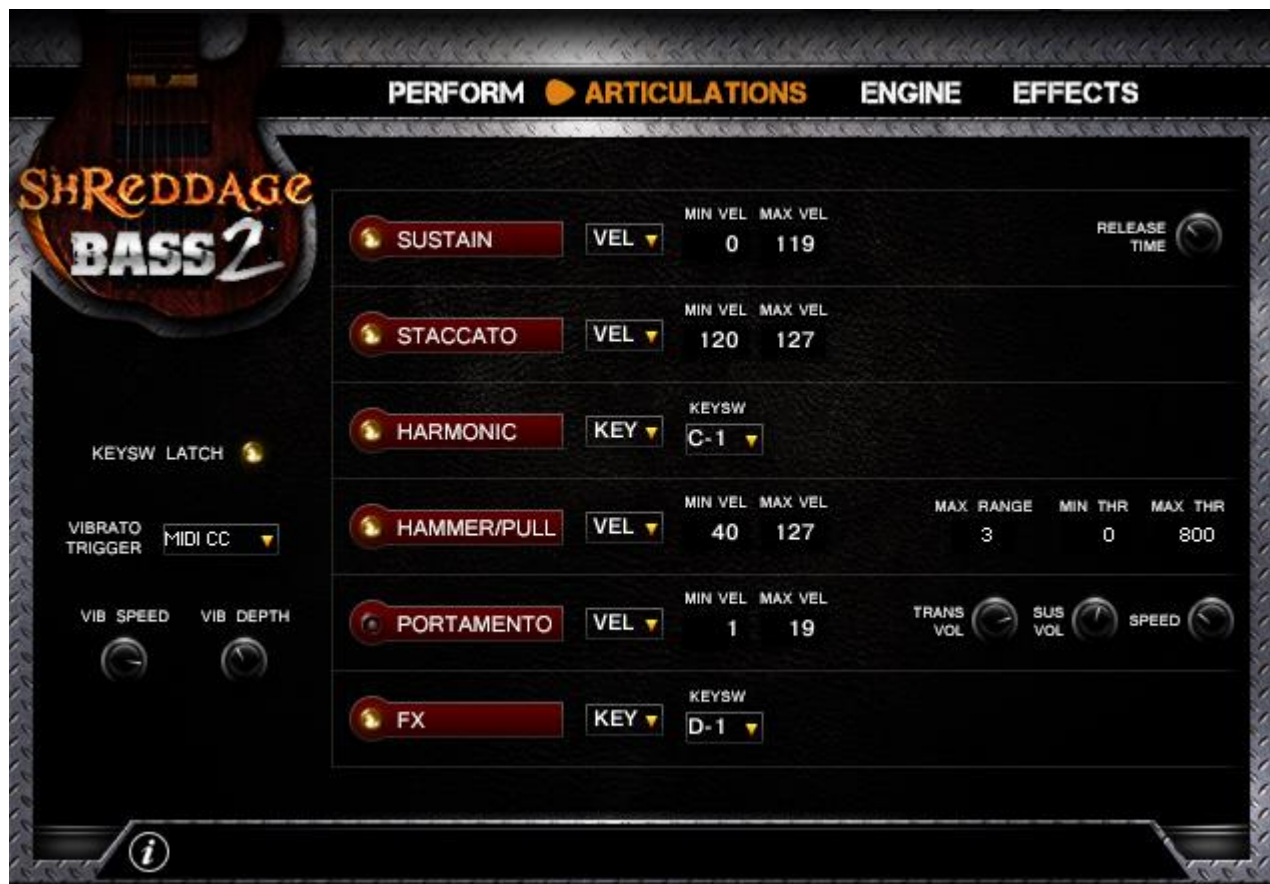 PERFORM ARTICULATIONS ENGINE EFFECTS
SHREDDAGE
BASS 2
SUSTAIN VEL MIN VEL 0 MAX VEL 119 RELEASE TIME
STACCATO VEL MIN VEL 120 MAX VEL 127
HARMONIC KEY KEYSW C-1
KEYSW LATCH
HAMMER/PULL VEL MIN VEL 40 MAX VEL 127 MAX RANGE 3 MIN THR 0 MAX THR 800
VIBRATO TRIGGER MIDI CC
PORTAMENTO VEL MIN VEL 1 MAX VEL 19 TRANS VOL SUS VOL SPEED
VIB SPEED VIB DEPTH
FX KEY KEYSW D-1
i